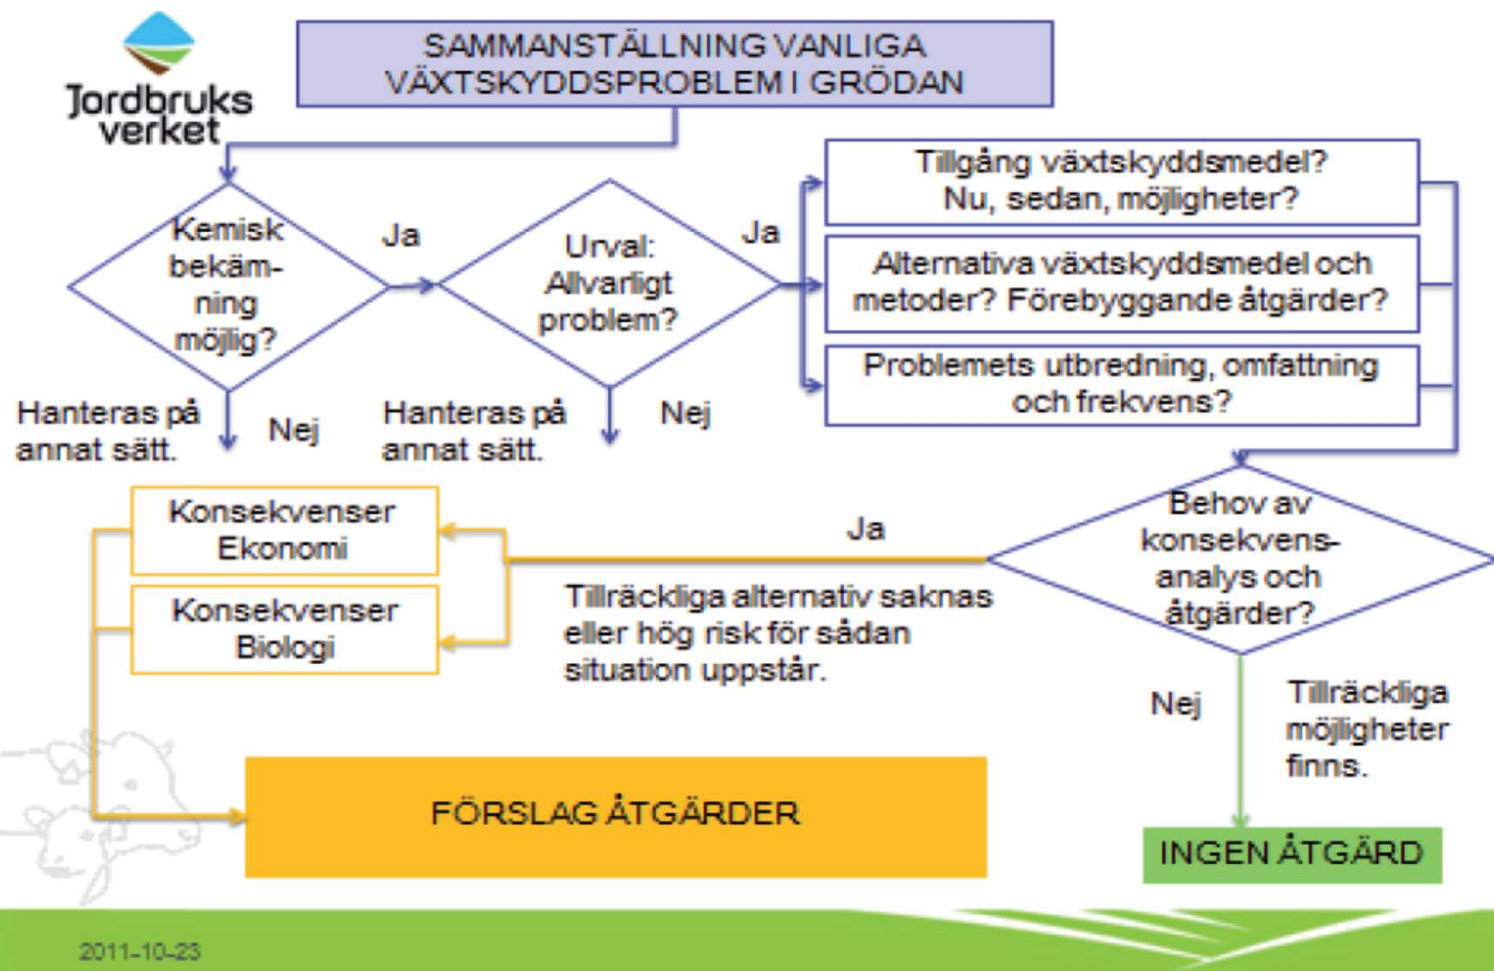 Jordbruks
verket
SAMMANSTÄLLNING VANLIGA
VÄXTSKYDDSPROBLEM I GRÖDAN
Kemisk
bekäm-
ning
möjlig?
Ja
Urval:
Allvarligt
problem?
Ja
Tillgång växtskyddsmedel?
Nu, sedan, möjligheter?
Alternativa växtskyddsmedel och
metoder? Förebyggande åtgärder?
Problemets utbredning, omfattning
och frekvens?
Hanteras på
annat sätt.
Nej
Hanteras på
annat sätt.
Nej
Behov av
konsekvens-
analys och
åtgärder?
Ja
Tillräckliga alternativ saknas
eller hög risk för sådan
situation uppstår.
Konsekvenser
Ekonomi
Konsekvenser
Biologi
Nej
Tillräckliga
möjligheter
finns.
FÖRSLAG ÅTGÄRDER
INGEN ÅTGÄRD
2011-10-23